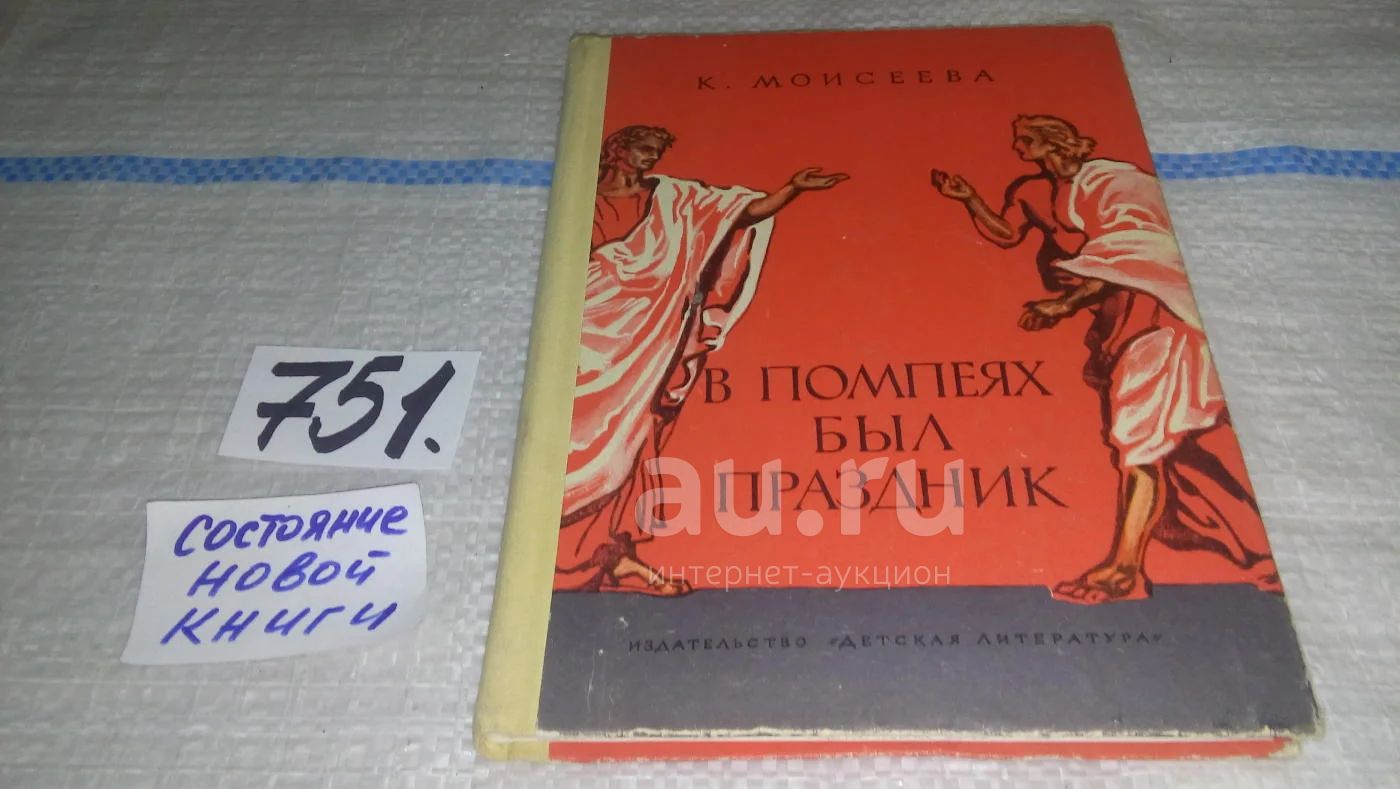 К. МОИСЕЕВА
В ПОМПЕЯХ
БЫЛ
ПРАЗДНИК
au.ru
интернет-аукцион
ИЗДАТЕЛЬСТВО «ДЕТСКАЯ ЛИТЕРАТУРА»
751.
состояние
новой
книги